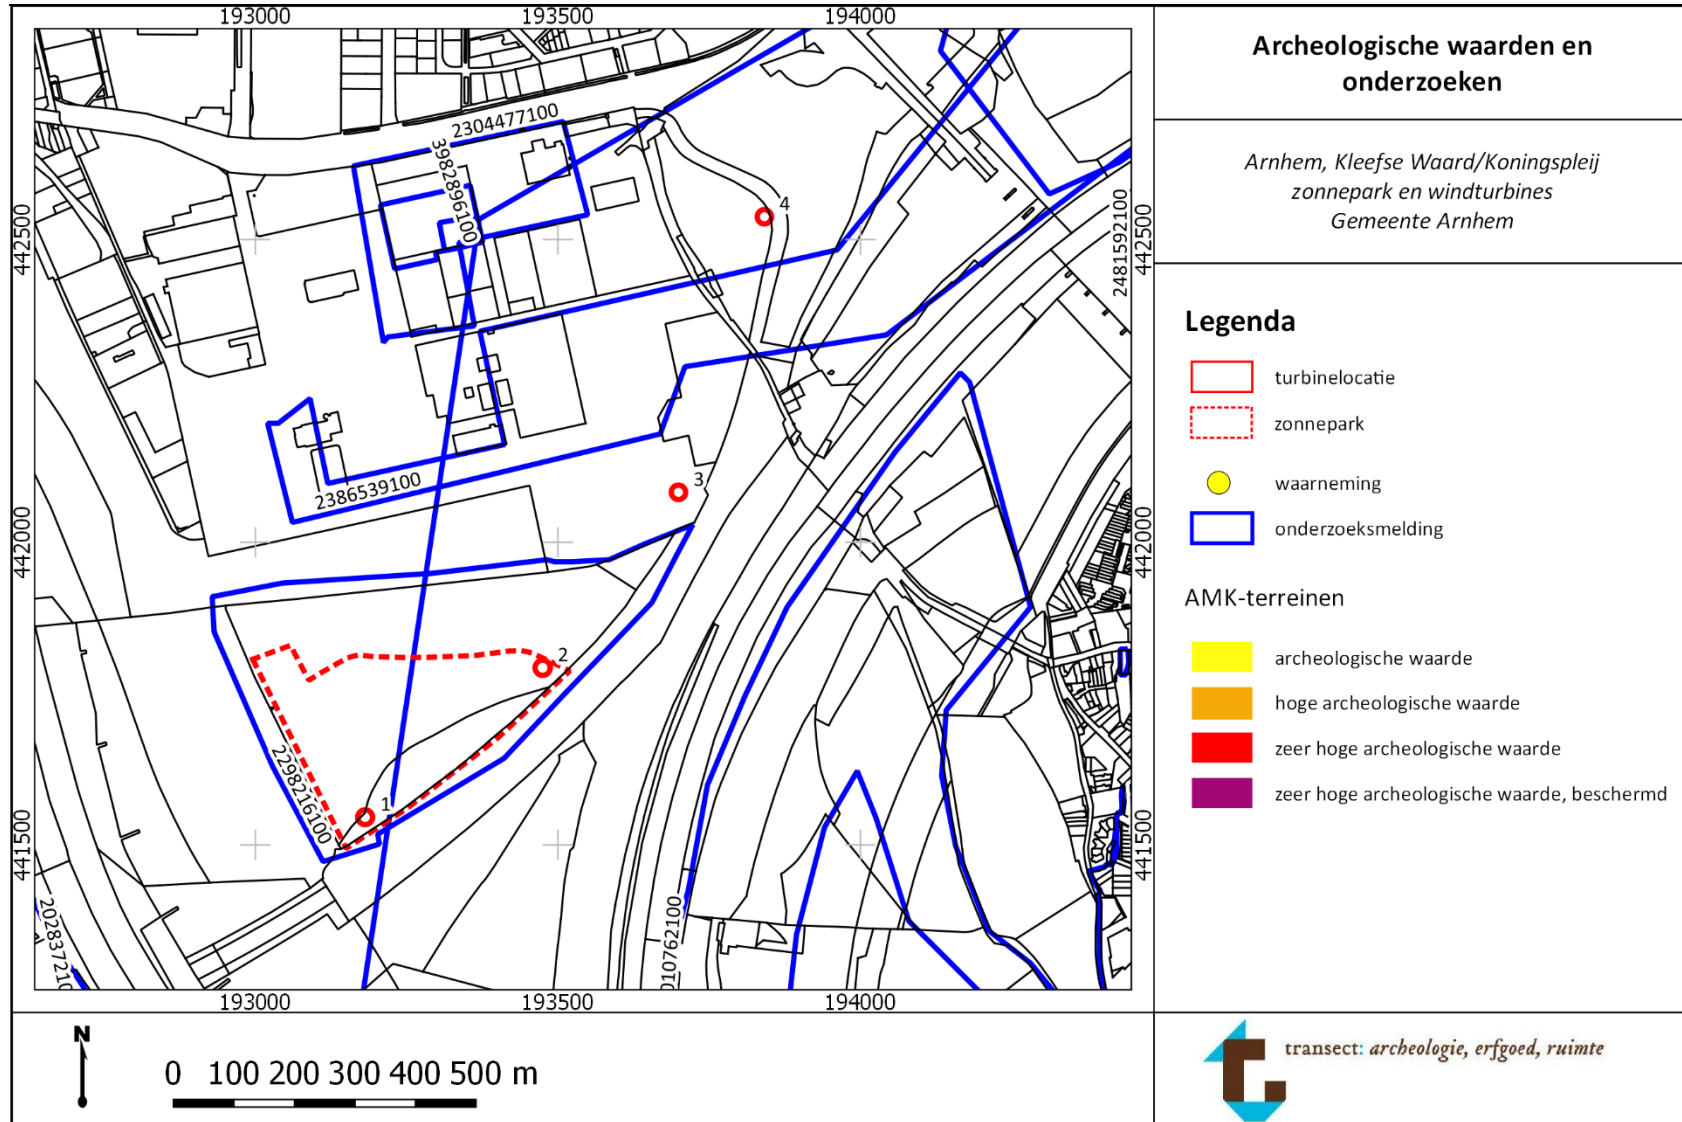 193000
193500
194000
Archeologische waarden en
onderzoeken
Arnhem, Kleefse Waard/Koningspleij
zonnepark en windturbines
Gemeente Arnhem
2304477100
3982896100
4
442500
442500
2481592100
Legenda
turbinelocatie
zonnepark
waarneming
onderzoeksmelding
2386539100
3
442000
442000
AMK-terreinen
archeologische waarde
hoge archeologische waarde
zeer hoge archeologische waarde
zeer hoge archeologische waarde, beschermd
2
2298216100
1
441500
441500
202837210
010762100
193000
193500
194000
N
0 100 200 300 400 500 m
transect: archeologie, erfgoed, ruimte